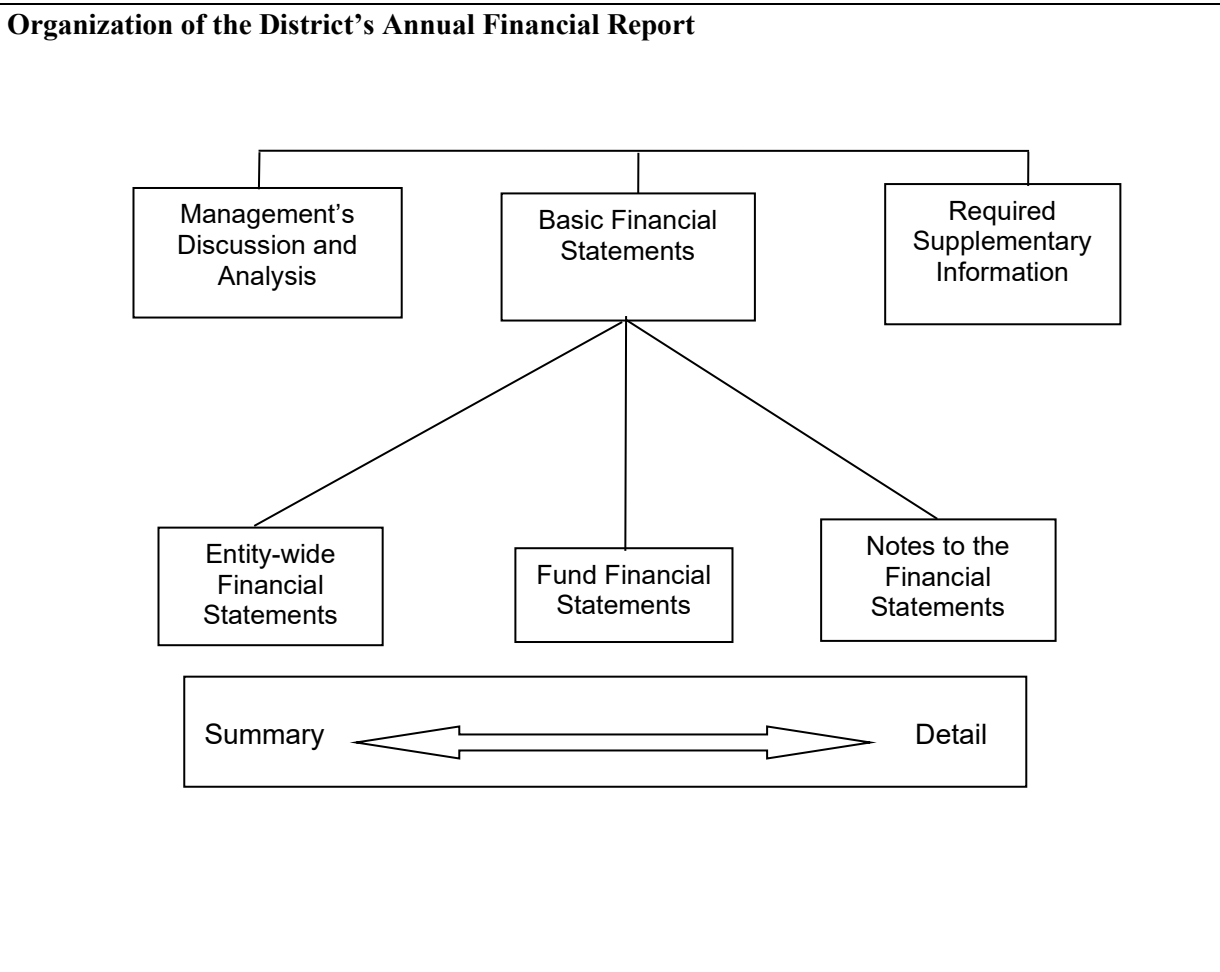 Organization of the District’s Annual Financial Report
Management’s
Discussion and
Analysis
Basic Financial
Statements
Required
Supplementary
Information
Entity-wide
Financial
Statements
Fund Financial
Statements
Notes to the
Financial
Statements
Summary
Detail